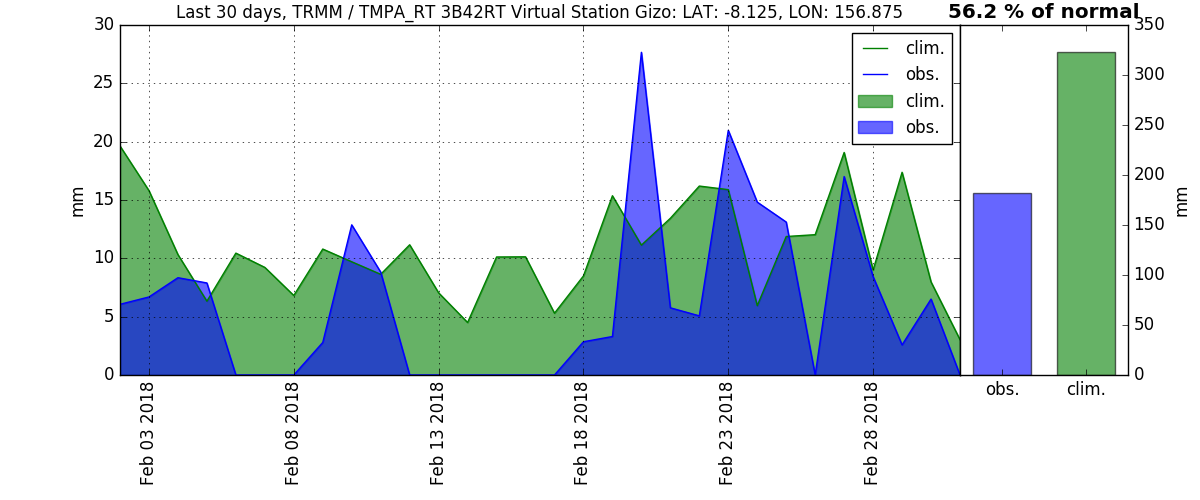 Last 30 days, TRMM / TMPA_RT 3B42RT Virtual Station Gizo: LAT: -8.125, LON: 156.875
56.2 % of normal
30
25
20
15
10
5
0
mm
clim.
obs.
clim.
obs.
Feb 03 2018
Feb 08 2018
Feb 13 2018
Feb 18 2018
Feb 23 2018
Feb 28 2018
350
300
250
200
150
100
50
0
mm
obs.
clim.